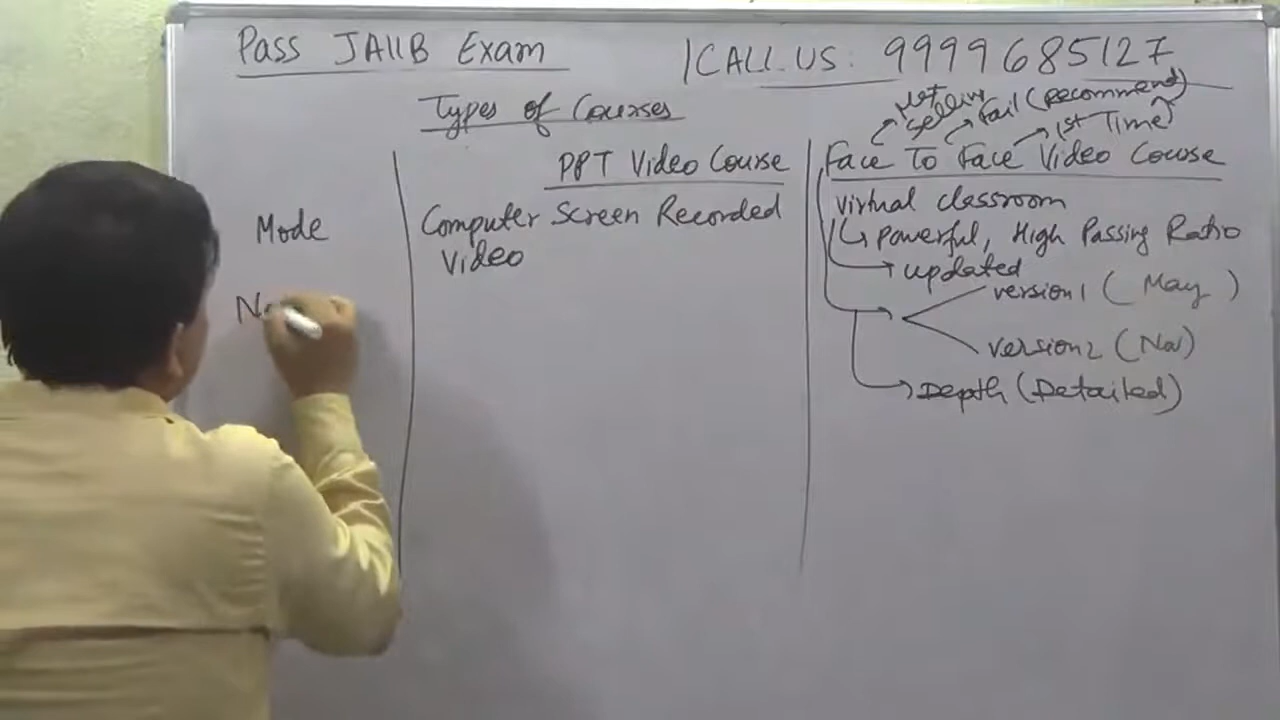 Pass JAIIB Exam
CALL US: 9999685127
Types of Courses
Hot Selling
Fail (Recommend)
1st Time
PPT Video Course
Face To Face Video Course
Mode
Computer Screen Recorded
Video
Virtual classroom
Powerful, High Passing Ratio
updated
version1 (May)
version2 (Nov)
Depth (Detailed)